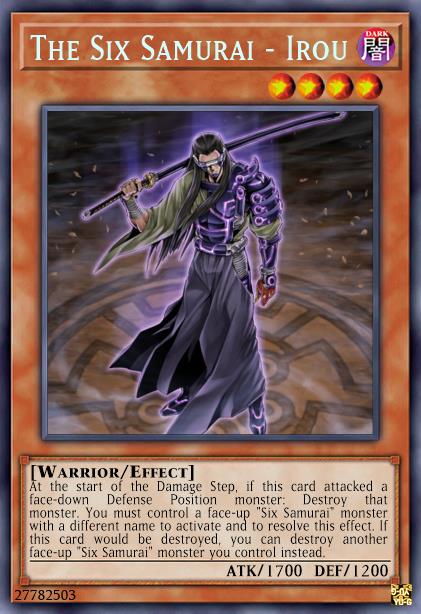 The Six Samurai - Irou
DARK
闇
[Warrior/Effect]
At the start of the Damage Step, if this card attacked a
face-down Defense Position monster: Destroy that
monster. You must control a face-up "Six Samurai" monster
with a different name to activate and to resolve this effect. If
this card would be destroyed, you can destroy another
face-up "Six Samurai" monster you control instead.
ATK/1700 DEF/1200
27782503